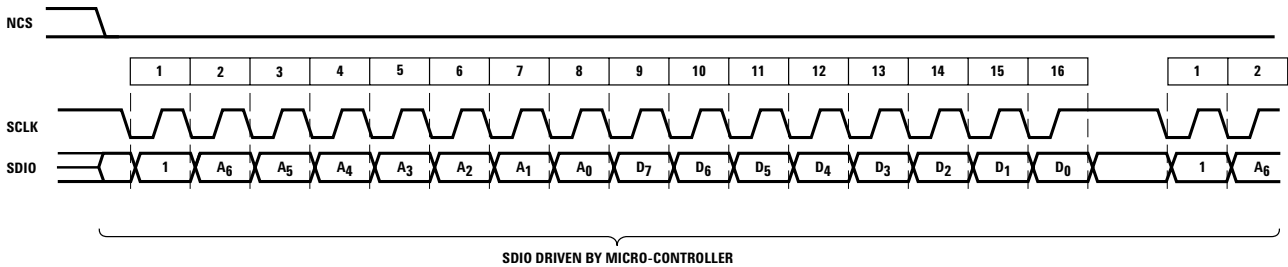 NCS
1 2 3 4 5 6 7 8 9 10 11 12 13 14 15 16 1 2
SCLK
SDIO 1 A6 A5 A4 A3 A2 A1 A0 D7 D6 D5 D4 D3 D2 D1 D0 1 A6
SDIO DRIVEN BY MICRO-CONTROLLER